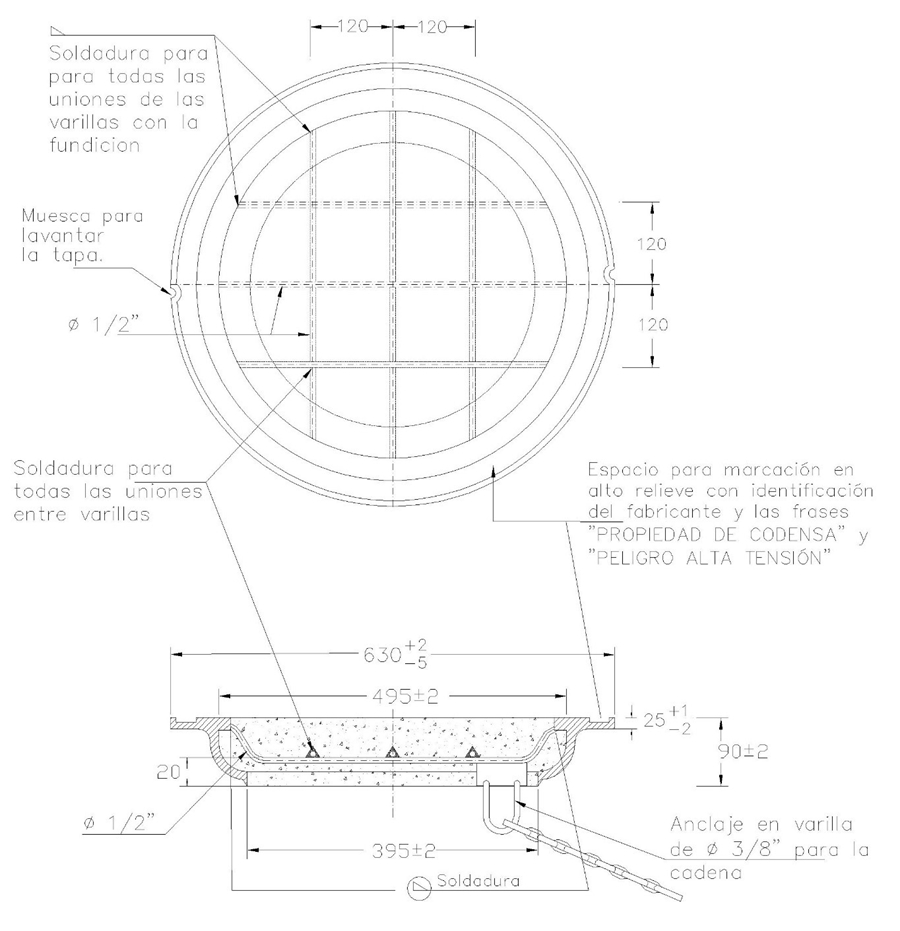 120
120
Soldadura para
para todas las
uniones de las
varillas con la
fundicion
Muesca para
lavantar
la tapa.
120
120
ø 1/2"
Soldadura para
todas las uniones
entre varillas
Espacio para marcación en
alto relieve con identificación
del fabricante y las frases
"PROPIEDAD DE CODENSA" y
"PELIGRO ALTA TENSIÓN"
630 +2 -5
495±2
25 +1 -2
90±2
20
ø 1/2"
395±2
Anclaje en varilla
de ø 3/8" para la
cadena
Soldadura